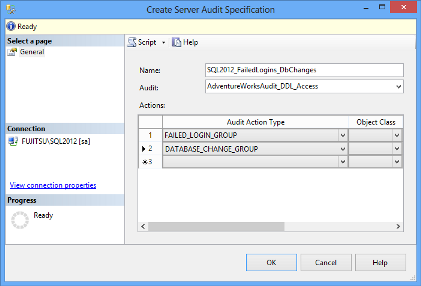 Create Server Audit Specification
Ready
Select a page
General
Script Help
Name: SQL2012_FailedLogins_DbChanges
Audit: AdventureWorksAudit_DDL_Access
Actions:
Audit Action Type Object Class
1 FAILED_LOGIN_GROUP
2 DATABASE_CHANGE_GROUP
*3
Connection
FUJITSU\SQL2012 [sa]
View connection properties
Progress
Ready
OK Cancel Help